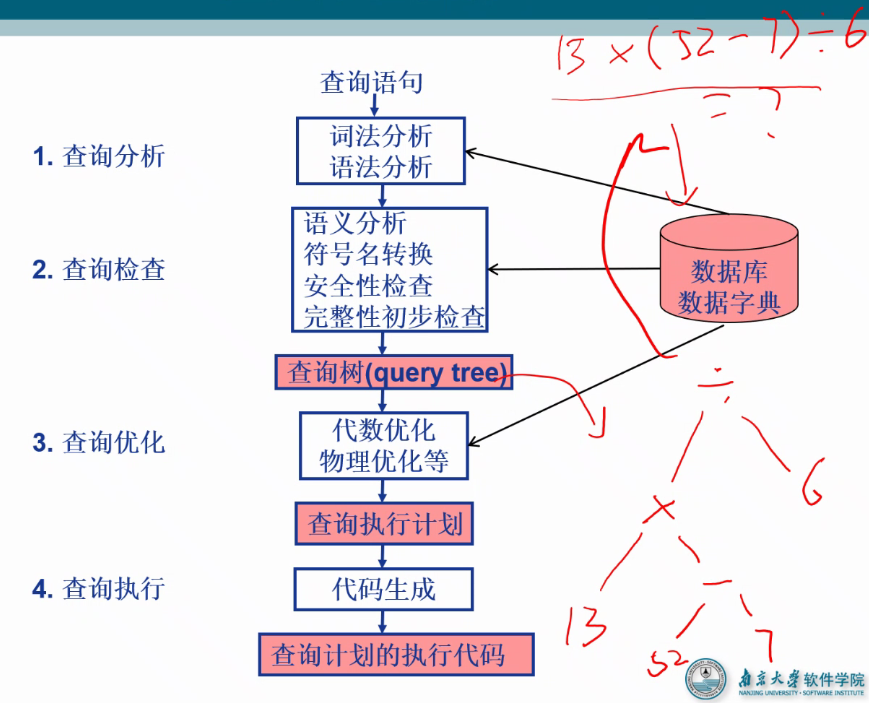 13 × (52 - 7) ÷ 6
= ?
查询语句
1. 查询分析
词法分析
语法分析
2. 查询检查
语义分析
符号名转换
安全性检查
完整性初步检查
数据库
数据字典
查询树(query tree)
3. 查询优化
代数优化
物理优化等
查询执行计划
4. 查询执行
代码生成
查询计划的执行代码
÷
× 6
13 -
52 7
南京大学软件学院
NANJING UNIVERSITY · SOFTWARE INSTITUTE